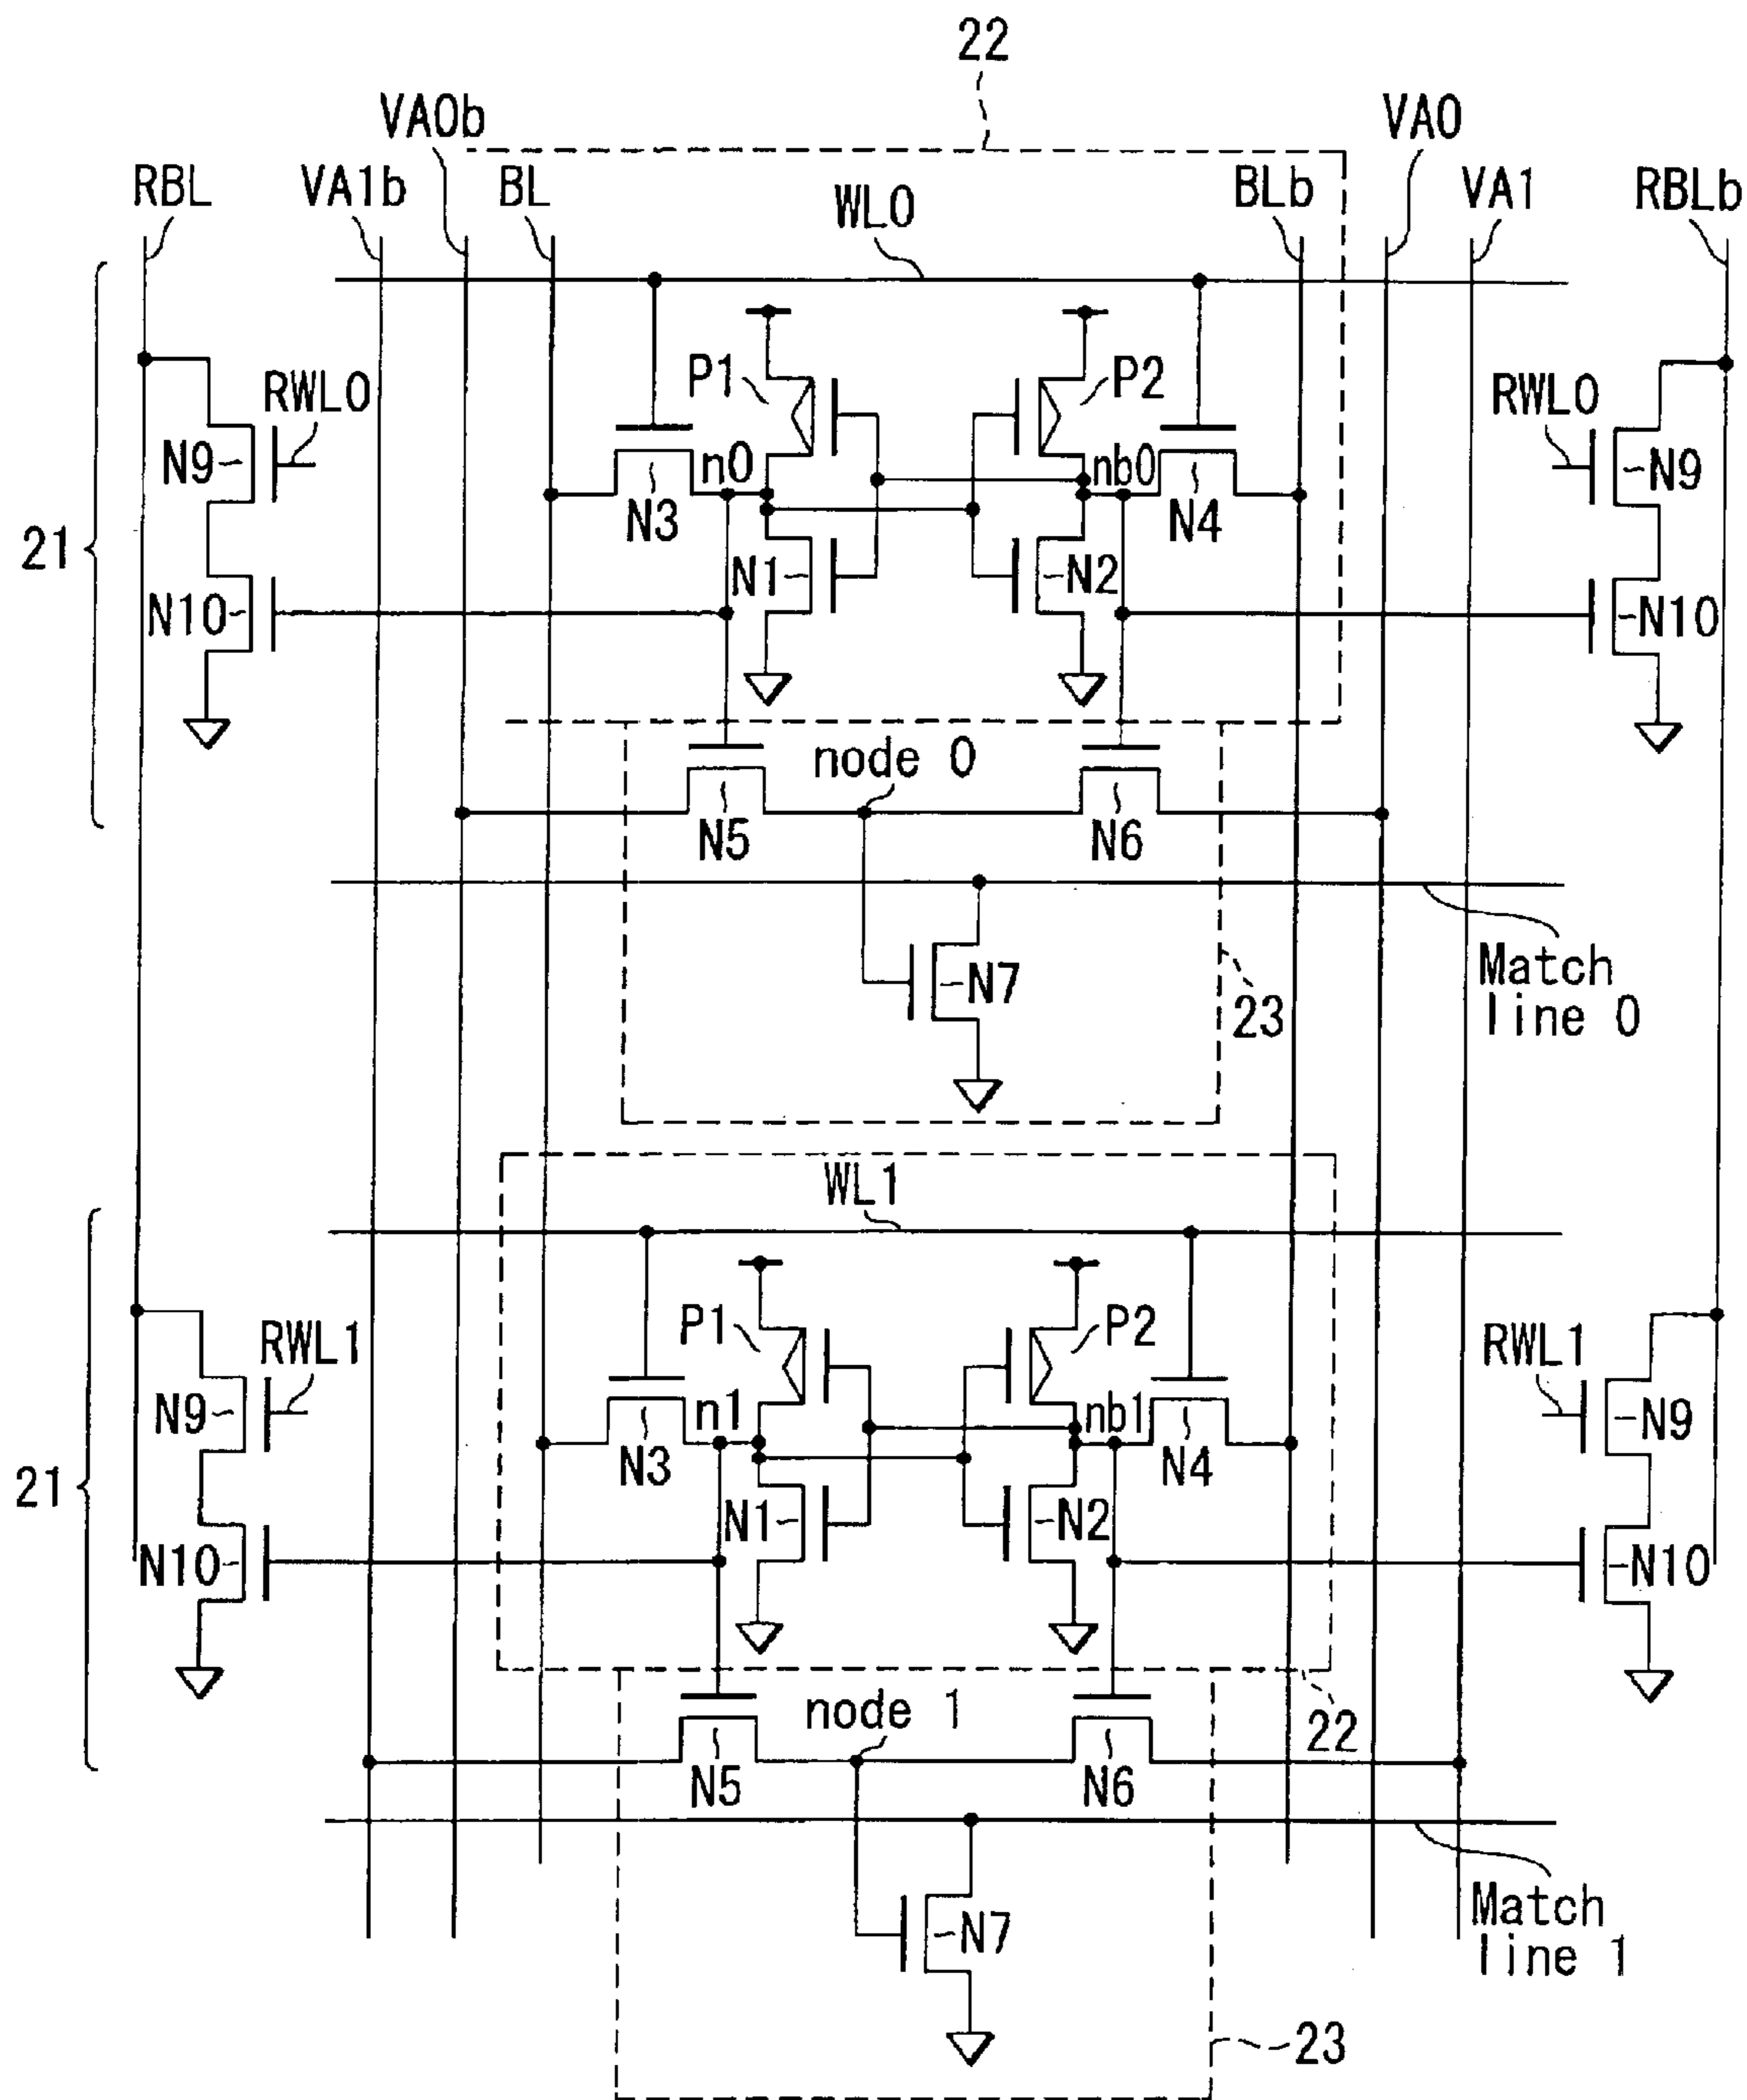 22
VA0b
VA0
RBL
VA1b
BL
WL0
BLb
VA1
RBLb
P1
P2
RWL0
RWL0
N9
n0
nb0
N9
N3
N4
21
N1
N2
N10
N10
node 0
N5
N6
N7
Match
line 0
23
WL1
P1
P2
RWL1
RWL1
N9
n1
nb1
N9
N3
N4
21
N1
N2
N10
N10
node 1
22
N5
N6
N7
Match
line 1
23